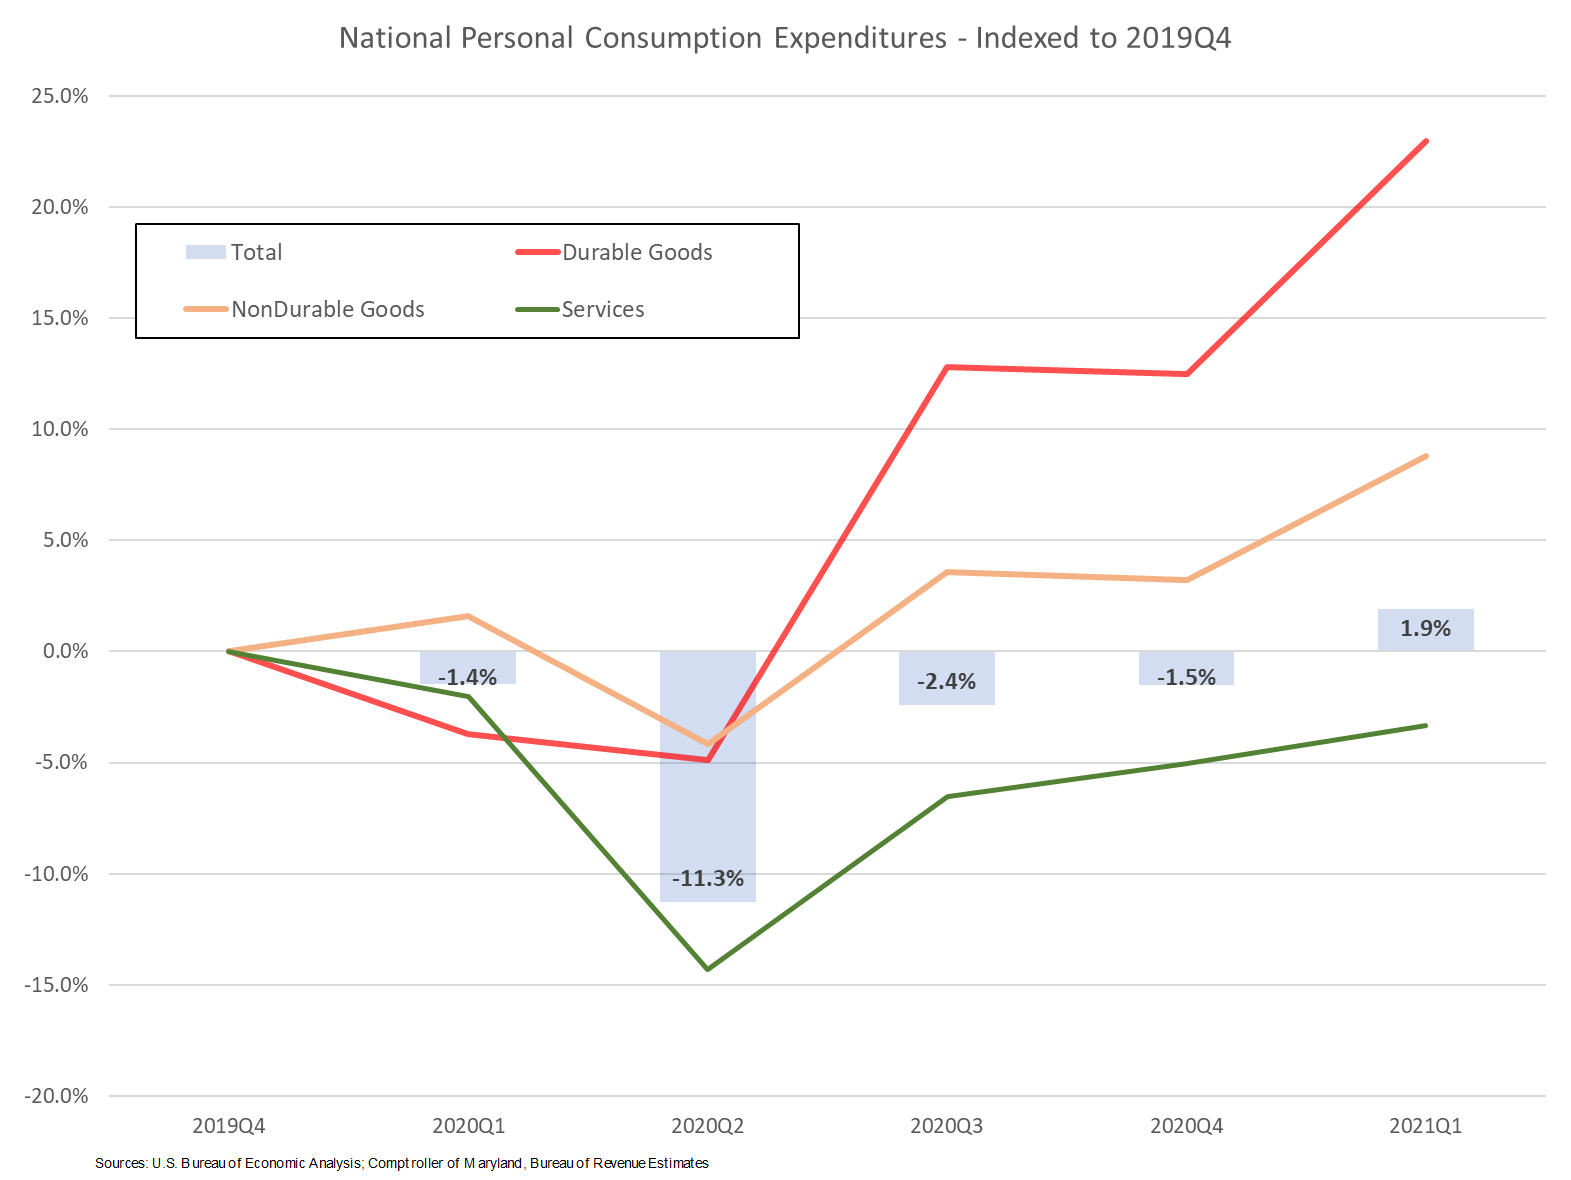 National Personal Consumption Expenditures - Indexed to 2019Q4
25.0%
20.0%
Total
Durable Goods
NonDurable Goods
Services
15.0%
10.0%
5.0%
0.0%
-5.0%
-10.0%
-15.0%
-20.0%
-1.4%
-11.3%
-2.4%
-1.5%
1.9%
2019Q4
2020Q1
2020Q2
2020Q3
2020Q4
2021Q1
Sources: U.S. Bureau of Economic Analysis; Comptroller of Maryland, Bureau of Revenue Estimates